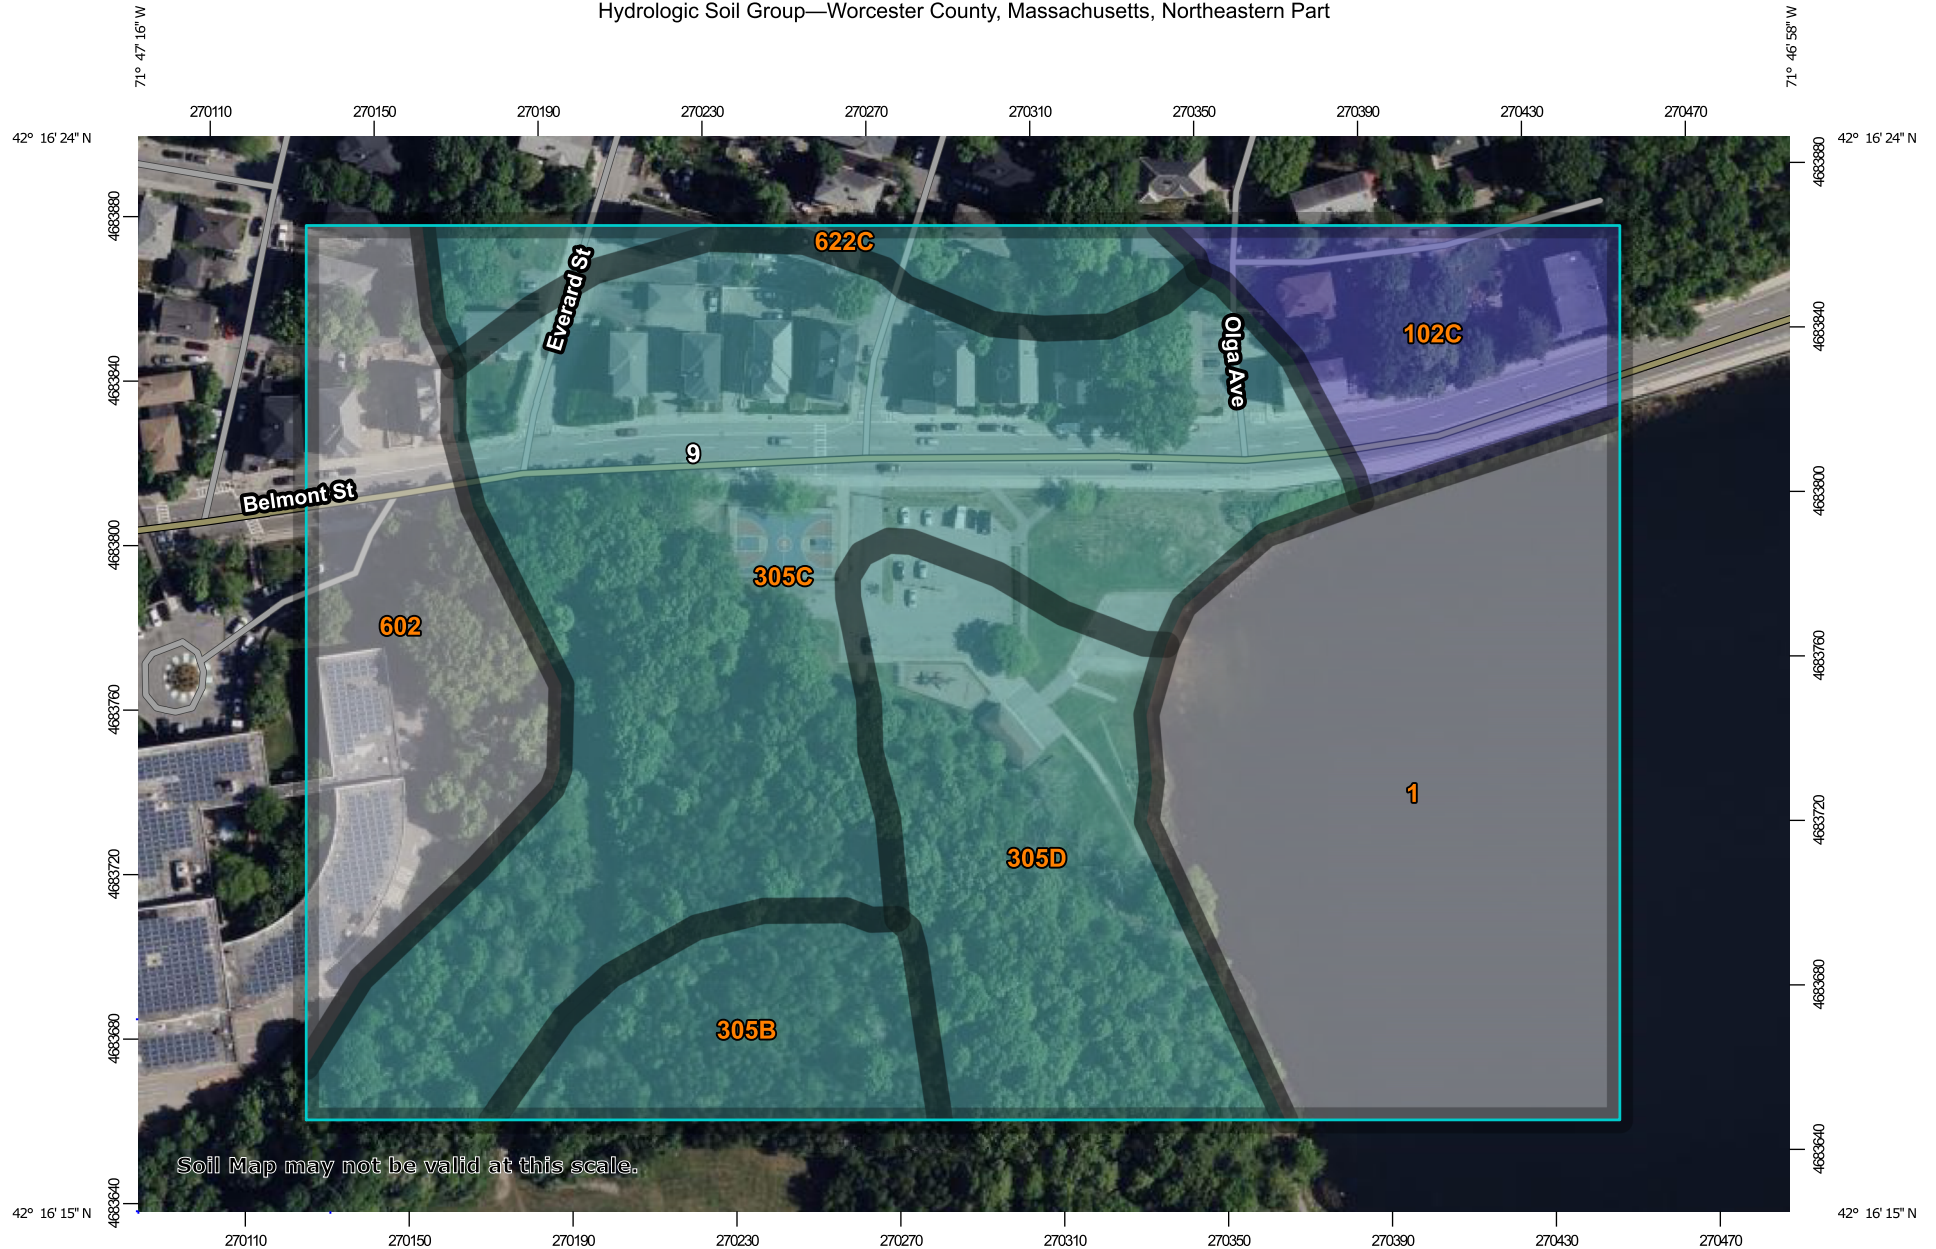 Hydrologic Soil Group—Worcester County, Massachusetts, Northeastern Part
71° 47' 16" W
71° 46' 58" W
270110 270150 270190 270230 270270 270310 270350 270390 270430 270470
42° 16' 24" N
42° 16' 24" N
4683880
4683880
622C
Everard St
Olga Ave
102C
4683840
4683840
9
Belmont St
4683800
4683800
305C
602
4683760
4683760
1
4683720
4683720
305D
4683680
4683680
305B
Soil Map may not be valid at this scale.
4683640
4683640
42° 16' 15" N
42° 16' 15" N
270110 270150 270190 270230 270270 270310 270350 270390 270430 270470